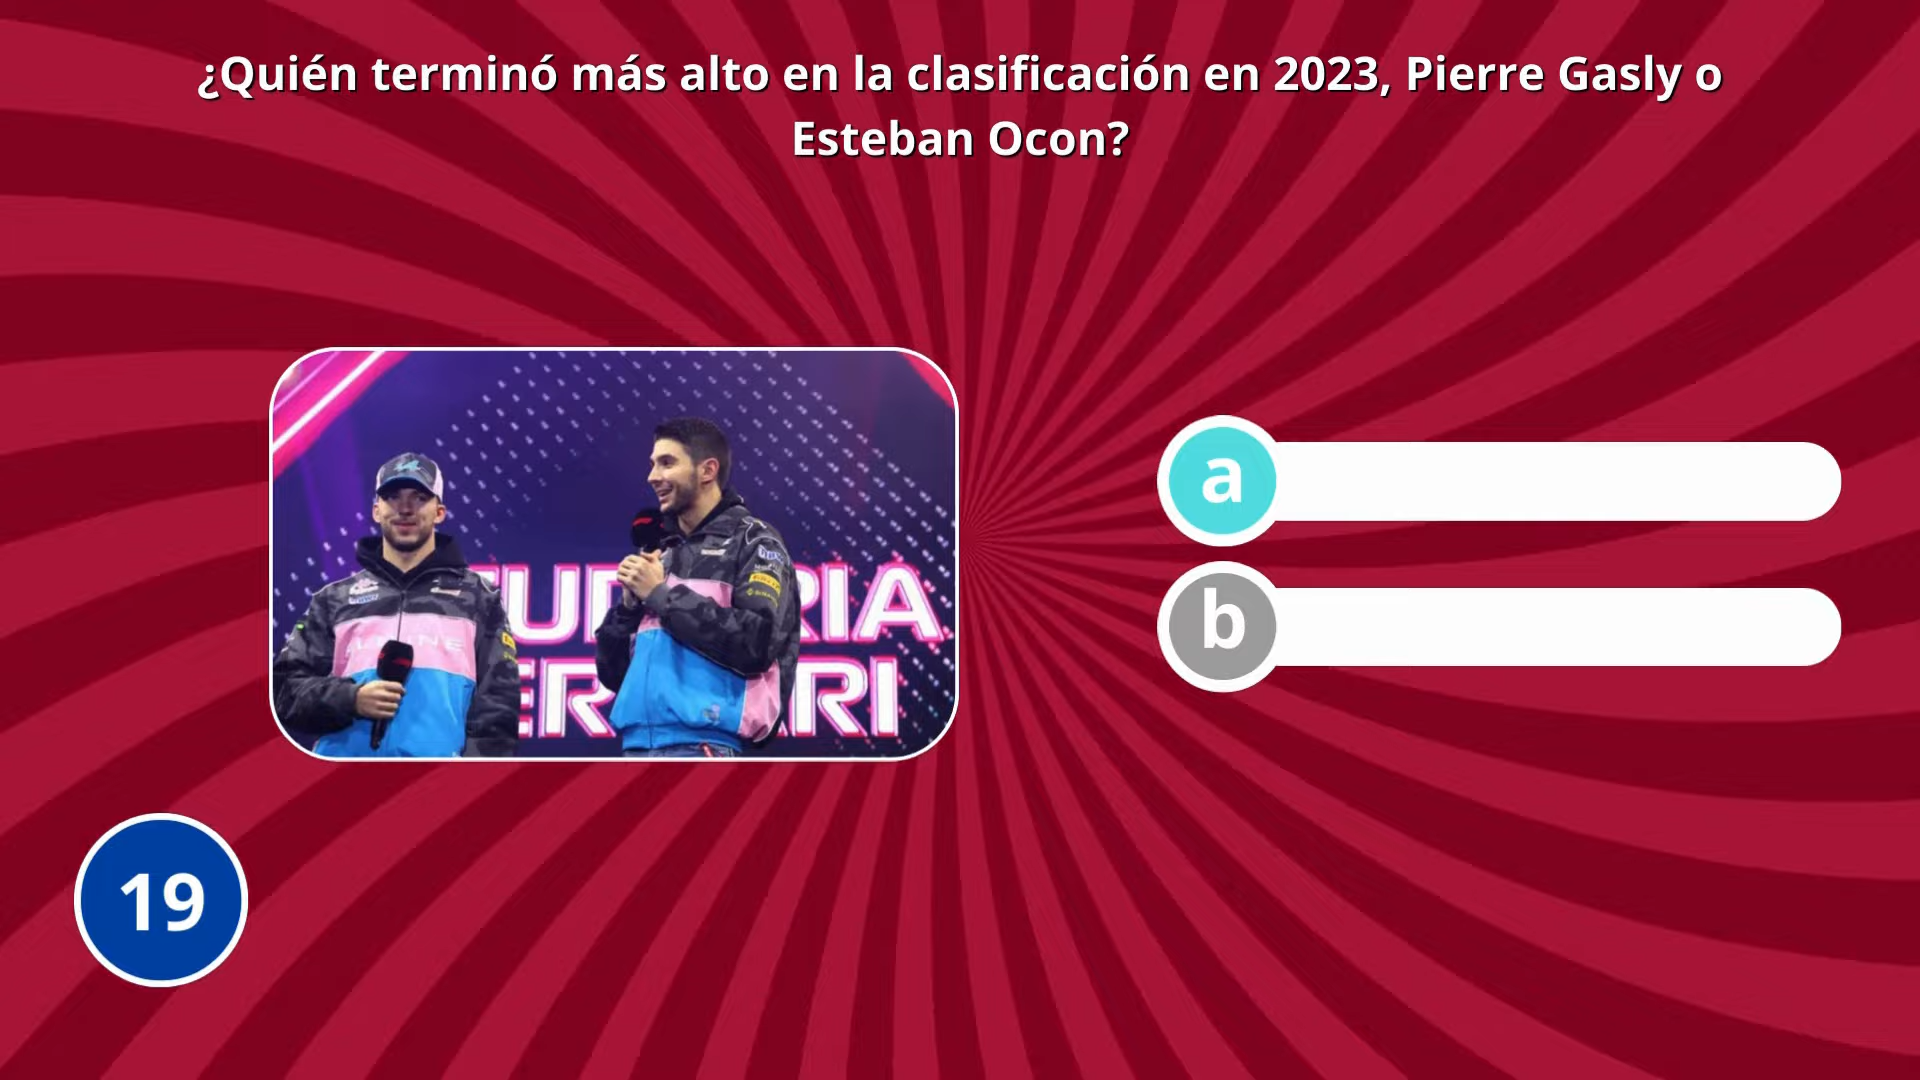 ¿Quién terminó más alto en la clasificación en 2023, Pierre Gasly o
Esteban Ocon?
a
b
19